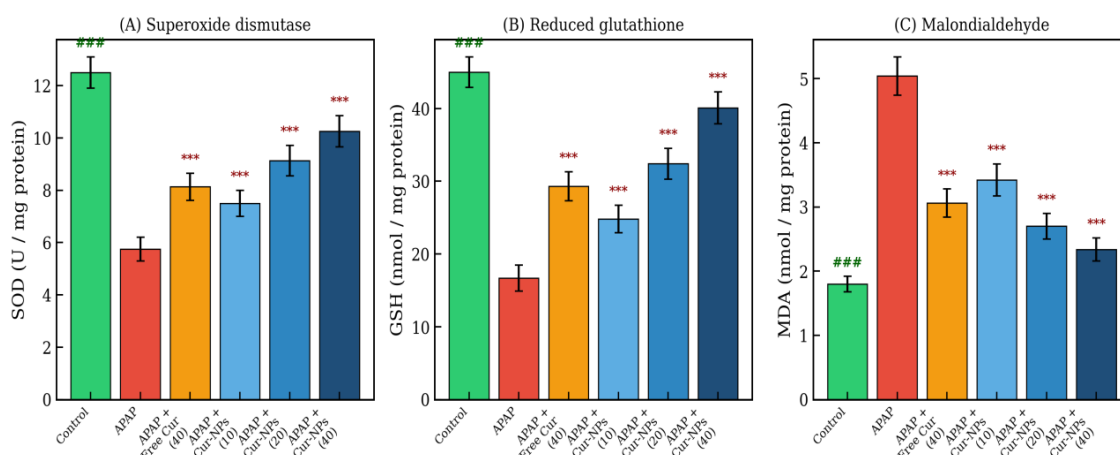 (A) Superoxide dismutase
SOD (U / mg protein)
12
10
8
6
4
2
0
###
***
***
***
***
Control
APAP
APAP +
Free Cur
(40)
APAP +
Cur-NPs
(10)
APAP +
Cur-NPs
(20)
APAP +
Cur-NPs
(40)
(B) Reduced glutathione
GSH (nmol / mg protein)
40
30
20
10
0
###
***
***
***
***
Control
APAP
APAP +
Free Cur
(40)
APAP +
Cur-NPs
(10)
APAP +
Cur-NPs
(20)
APAP +
Cur-NPs
(40)
(C) Malondialdehyde
MDA (nmol / mg protein)
5
4
3
2
1
0
###
***
***
***
***
Control
APAP
APAP +
Free Cur
(40)
APAP +
Cur-NPs
(10)
APAP +
Cur-NPs
(20)
APAP +
Cur-NPs
(40)